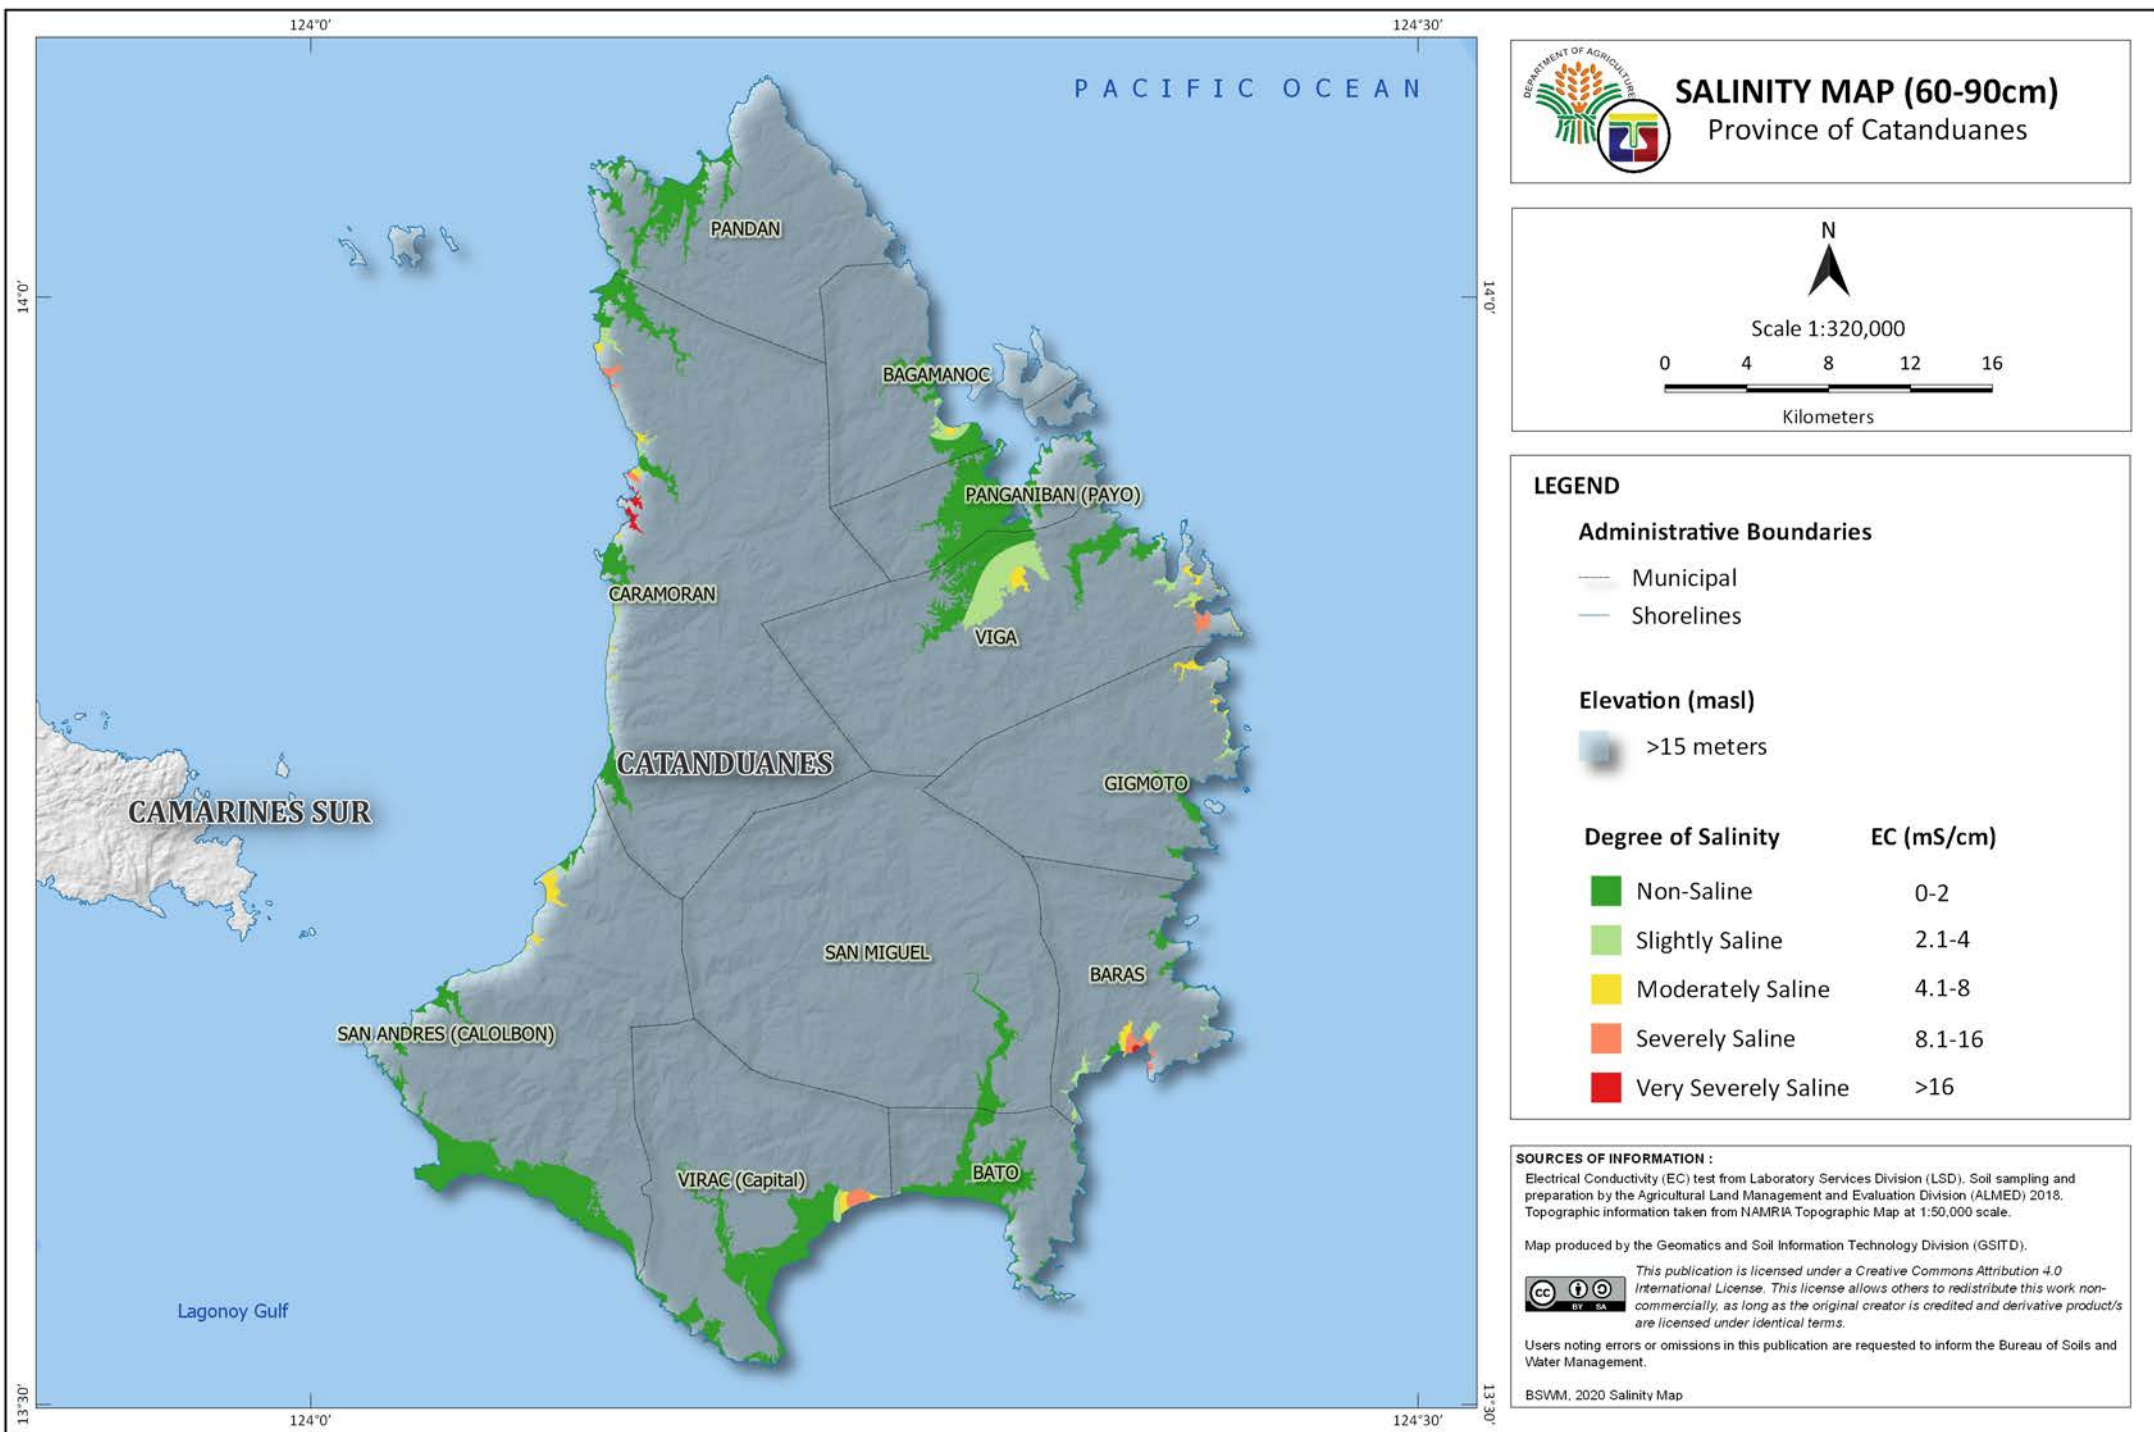 124°0'
124°30'
PACIFIC OCEAN
DEPARTMENT OF AGRICULTURE
SALINITY MAP (60-90cm)
Province of Catanduanes
N
Scale 1:320,000
0 4 8 12 16
Kilometers
14°0'
14°0'
PANDAN
BAGAMANOC
PANGANIBAN (PAYO)
CARAMORAN
VIGA
CATANDUANES
CAMARINES SUR
GIGMOTO
SAN MIGUEL
BARAS
SAN ANDRES (CALOLBON)
VIRAC (Capital)
BATO
Lagonoy Gulf
13°30'
13°30'
124°0'
124°30'
LEGEND
Administrative Boundaries
Municipal
Shorelines
Elevation (masl)
>15 meters
Degree of Salinity EC (mS/cm)
Non-Saline 0-2
Slightly Saline 2.1-4
Moderately Saline 4.1-8
Severely Saline 8.1-16
Very Severely Saline >16
SOURCES OF INFORMATION :
Electrical Conductivity (EC) test from Laboratory Services Division (LSD). Soil sampling and
preparation by the Agricultural Land Management and Evaluation Division (ALMED) 2018.
Topographic information taken from NAMRIA Topographic Map at 1:50,000 scale.
Map produced by the Geomatics and Soil Information Technology Division (GSITD).
cc BY SA
This publication is licensed under a Creative Commons Attribution 4.0
International License. This license allows others to redistribute this work non-
commercially, as long as the original creator is credited and derivative product/s
are licensed under identical terms.
Users noting errors or omissions in this publication are requested to inform the Bureau of Soils and
Water Management.
BSWM, 2020 Salinity Map